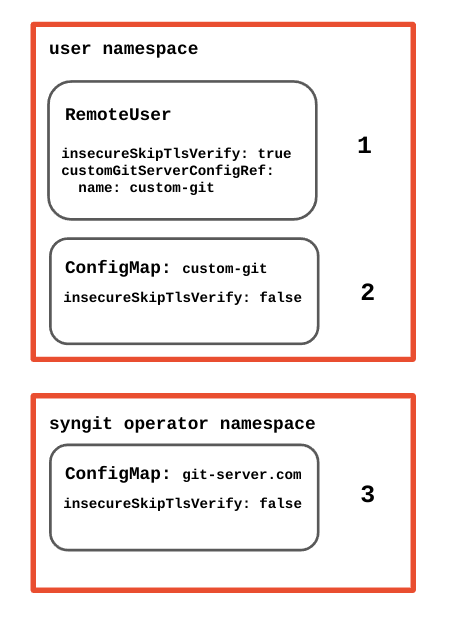 user namespace
RemoteUser
insecureSkipTlsVerify: true
customGitServerConfigRef:
  name: custom-git
1
ConfigMap: custom-git
insecureSkipTlsVerify: false
2
syngit operator namespace
ConfigMap: git-server.com
insecureSkipTlsVerify: false
3